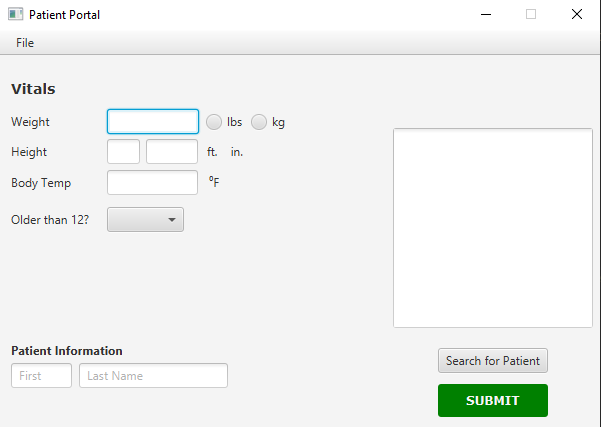 Patient Portal
File
Vitals
Weight lbs kg
Height ft. in.
Body Temp ⁰F
Older than 12?
Patient Information
First Last Name
Search for Patient
SUBMIT